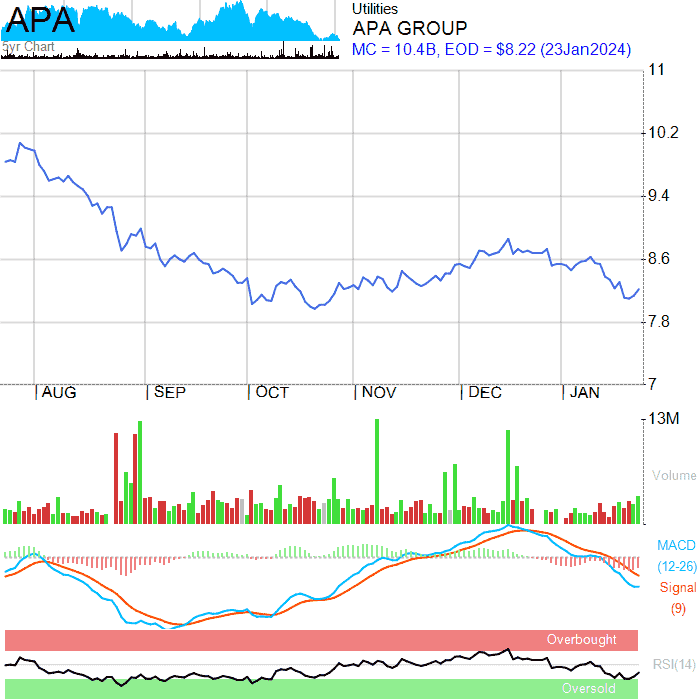 APA
5yr Chart
Utilities
APA GROUP
MC = 10.4B, EOD = $8.22 (23Jan2024)
11
10.2
9.4
8.6
7.8
7
AUG SEP OCT NOV DEC JAN
13M
Volume
MACD
(12-26)
Signal
(9)
Overbought
RSI(14)
Oversold